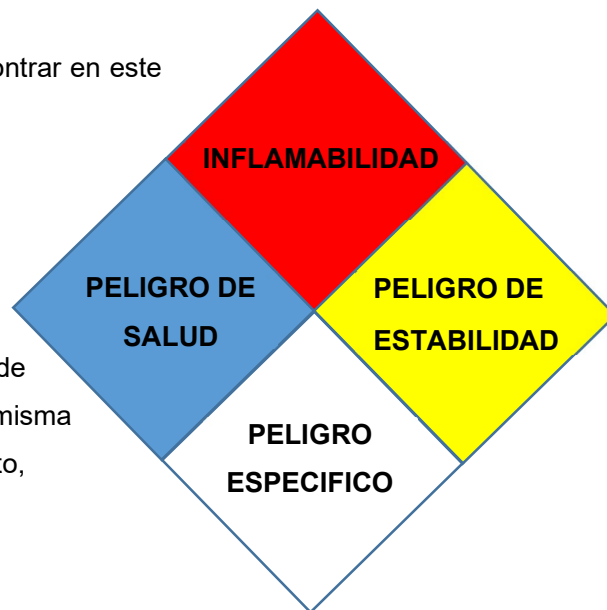 ontrar en este
INFLAMABILIDAD
PELIGRO DE
SALUD
PELIGRO DE
ESTABILIDAD
de
misma
to,
PELIGRO
ESPECIFICO